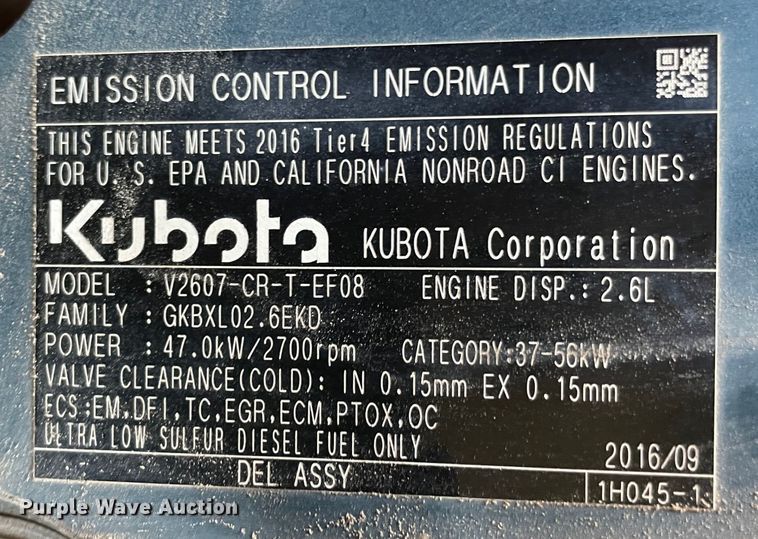 EMISSION CONTROL INFORMATION
THIS ENGINE MEETS 2016 Tier4 EMISSION REGULATIONS
FOR U. S. EPA AND CALIFORNIA NONROAD CI ENGINES.
Kubota KUBOTA Corporation
MODEL : V2607-CR-T-EF08 ENGINE DISP.: 2.6L
FAMILY : GKBXL02.6EKD
POWER : 47.0kW/2700rpm CATEGORY:37-56kW
VALVE CLEARANCE(COLD): IN 0.15mm EX 0.15mm
ECS:EM,DFI,TC,EGR,ECM,PTOX,OC
ULTRA LOW SULFUR DIESEL FUEL ONLY 2016/09
DEL ASSY 1H045-1
Purple Wave Auction